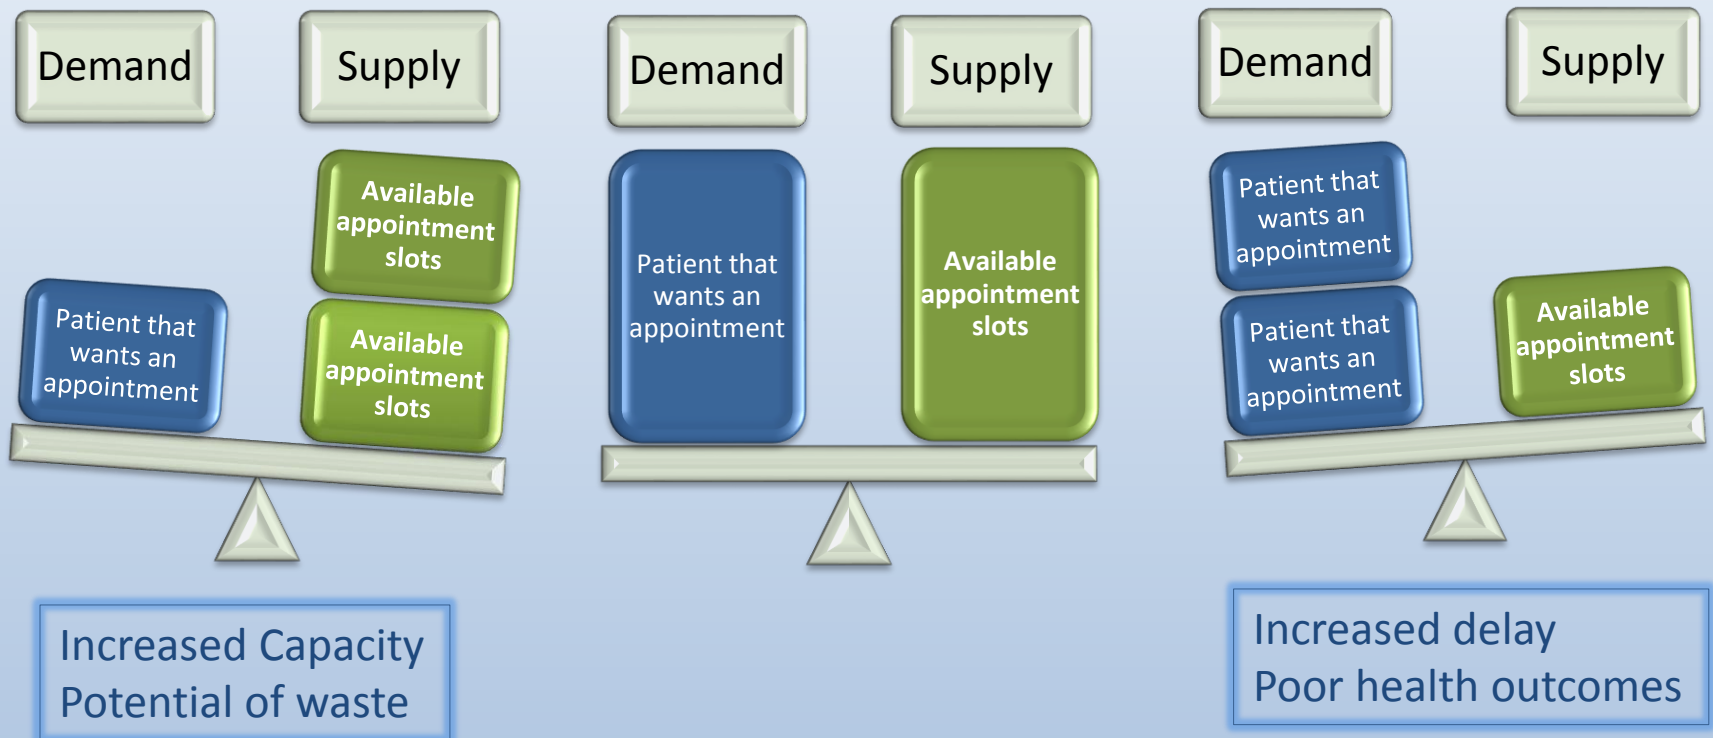 Demand
Supply
Available
appointment
slots
Patient that
wants an
appointment
Available
appointment
slots
Increased Capacity
Potential of waste
Demand
Supply
Patient that
wants an
appointment
Available
appointment
slots
Demand
Supply
Patient that
wants an
appointment
Patient that
wants an
appointment
Available
appointment
slots
Increased delay
Poor health outcomes